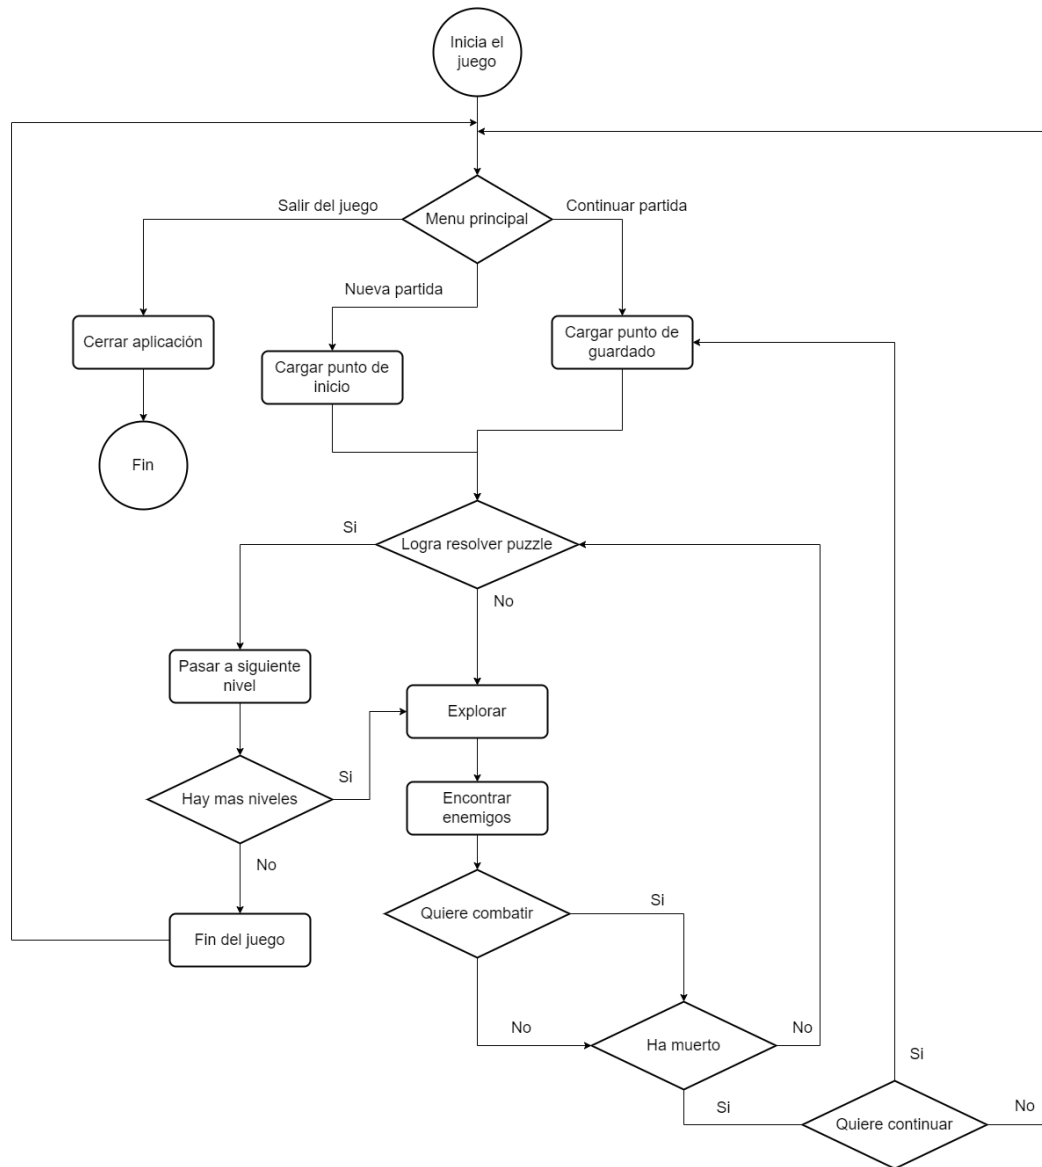 Inicia el
juego
Salir del juego
Menu principal
Continuar partida
Nueva partida
Cerrar aplicación
Cargar punto de
inicio
Cargar punto de
guardado
Fin
Si
Logra resolver puzzle
No
Pasar a siguiente
nivel
Explorar
Si
Hay mas niveles
Encontrar
enemigos
No
Quiere combatir
Si
Fin del juego
No
Ha muerto
No
Si
Si
Quiere continuar
No